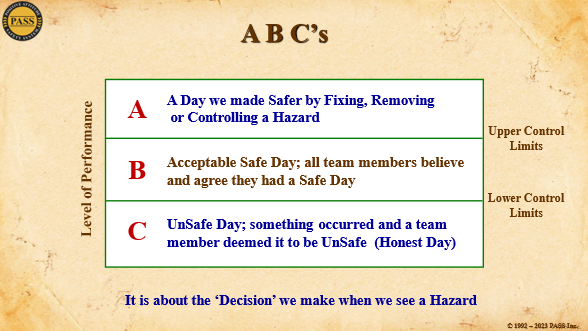 PASS
A B C's
Level of Performance
A
A Day we made Safer by Fixing, Removing
or Controlling a Hazard
Upper Control
Limits
B
Acceptable Safe Day; all team members believe
and agree they had a Safe Day
Lower Control
Limits
C
UnSafe Day; something occurred and a team
member deemed it to be UnSafe (Honest Day)
It is about the ‘Decision’ we make when we see a Hazard
© 1992 – 2023 PASS Inc.